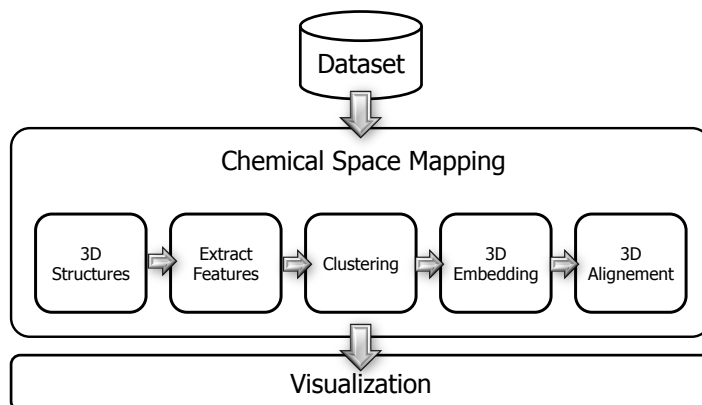 Dataset
Chemical Space Mapping
3D
Structures
Extract
Features
Clustering
3D
Embedding
3D
Alignement
Visualization